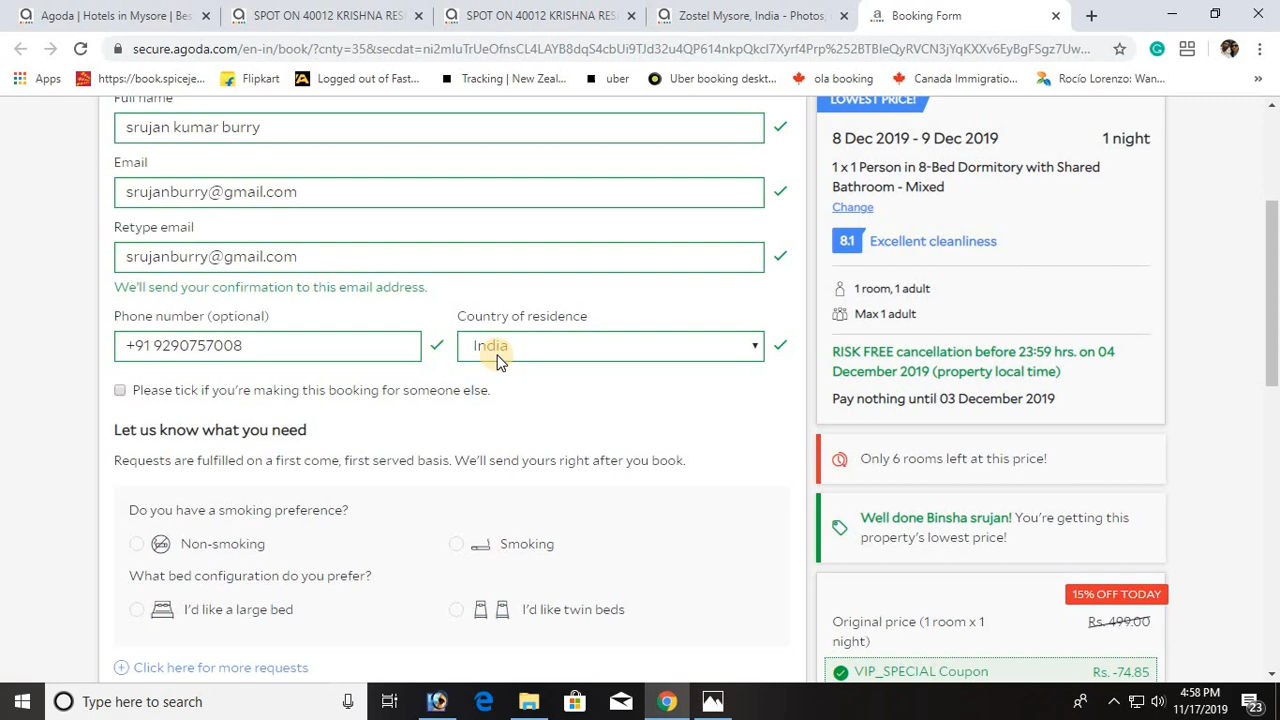 Agoda | Hotels in Mysore | Bes
SPOT ON 40012 KRISHNA RES
SPOT ON 40012 KRISHNA RES
Zostel Mysore, India - Photos,
Booking Form
secure.agoda.com/en-in/book/?cnty=35&secdat=ni2mIuTrUeOfnsCL4LAYB8dqS4cbUi9TJd32u4QP614nkpQkcI7X4Prp%252BTBIeQyRVCN3jYqKXXv6EyBgFSgz7Uw...
Apps
https://book.spiceje...
Flipkart
Logged out of Fast...
Tracking | New Zeal...
uber
Uber booking deskt...
ola booking
Canada Immigratio...
Rocío Lorenzo: Wan...
»
Full name
srujan kumar burry
Email
srujanburry@gmail.com
Retype email
srujanburry@gmail.com
We'll send your confirmation to this email address.
Phone number (optional)
Country of residence
+91 9290757008
India
Please tick if you're making this booking for someone else.
Let us know what you need
Requests are fulfilled on a first come, first served basis. We'll send yours right after you book.
Do you have a smoking preference?
Non-smoking
Smoking
What bed configuration do you prefer?
I'd like a large bed
I'd like twin beds
Click here for more requests
LOWEST PRICE!
8 Dec 2019 - 9 Dec 2019
1 night
1 x 1 Person in 8-Bed Dormitory with Shared
Bathroom - Mixed
Change
8.1 Excellent cleanliness
1 room, 1 adult
Max 1 adult
RISK FREE cancellation before 23:59 hrs. on 04
December 2019 (property local time)
Pay nothing until 03 December 2019
Only 6 rooms left at this price!
Well done Binsha srujan! You're getting this
property's lowest price!
15% OFF TODAY
Original price (1 room x 1
night)
Rs. 499.00
VIP_SPECIAL Coupon
Rs. -74.85
Type here to search
4:58 PM
11/17/2019
23